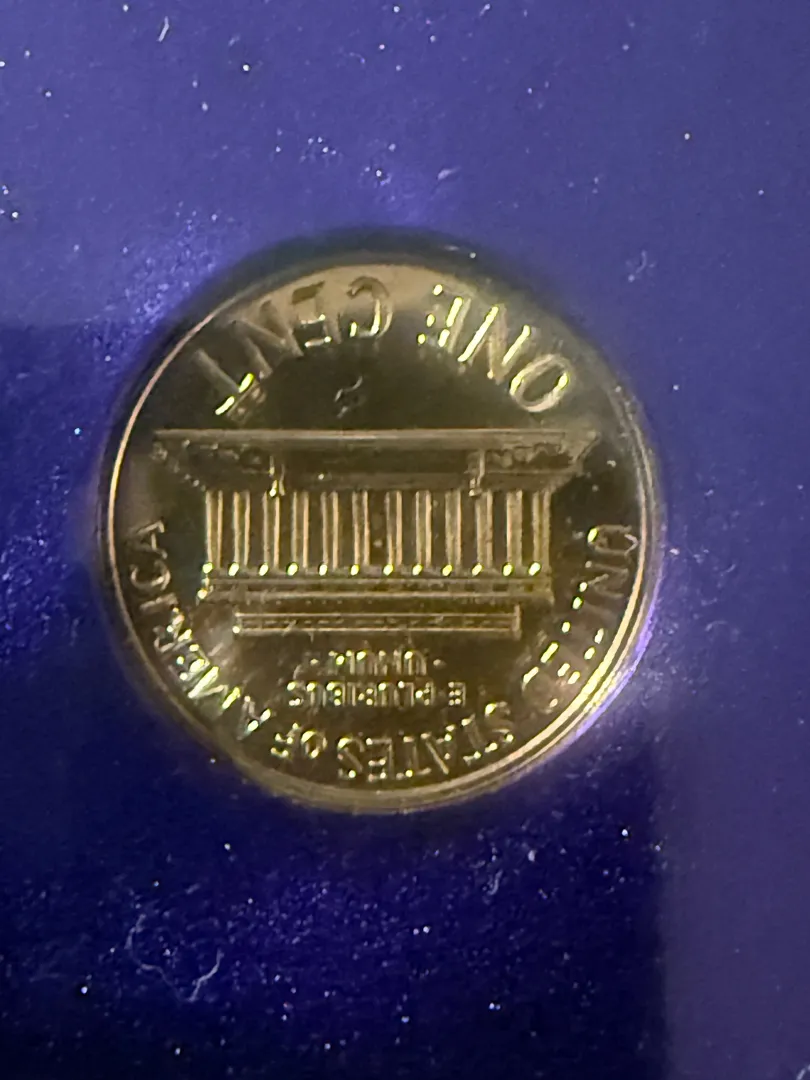 UNITED STATES OF AMERICA
E·PLURIBUS
·UNUM·
ONE CENT